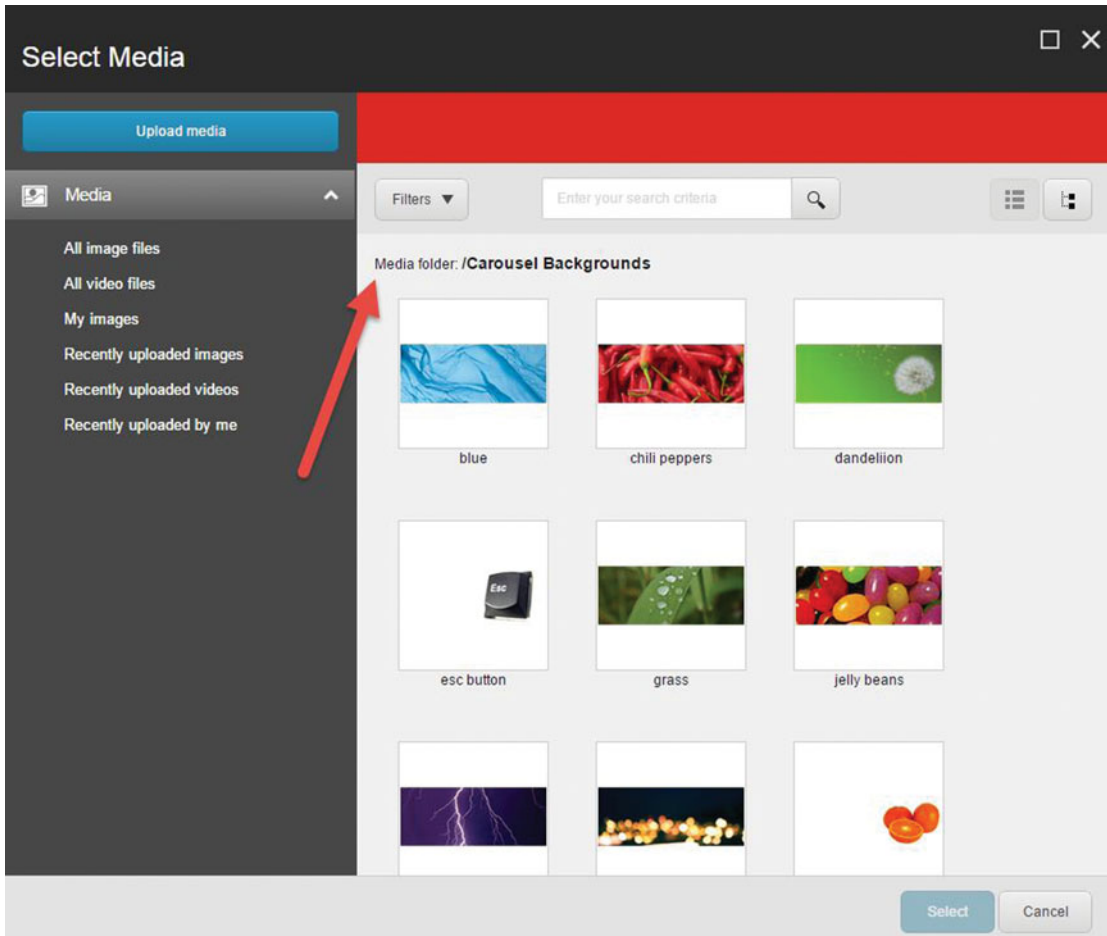 Select Media
Upload media
Media
All image files
All video files
My images
Recently uploaded images
Recently uploaded videos
Recently uploaded by me
Filters
Enter your search criteria
Media folder: /Carousel Backgrounds
blue
chili peppers
dandeliion
Esc
esc button
grass
jelly beans
Select
Cancel